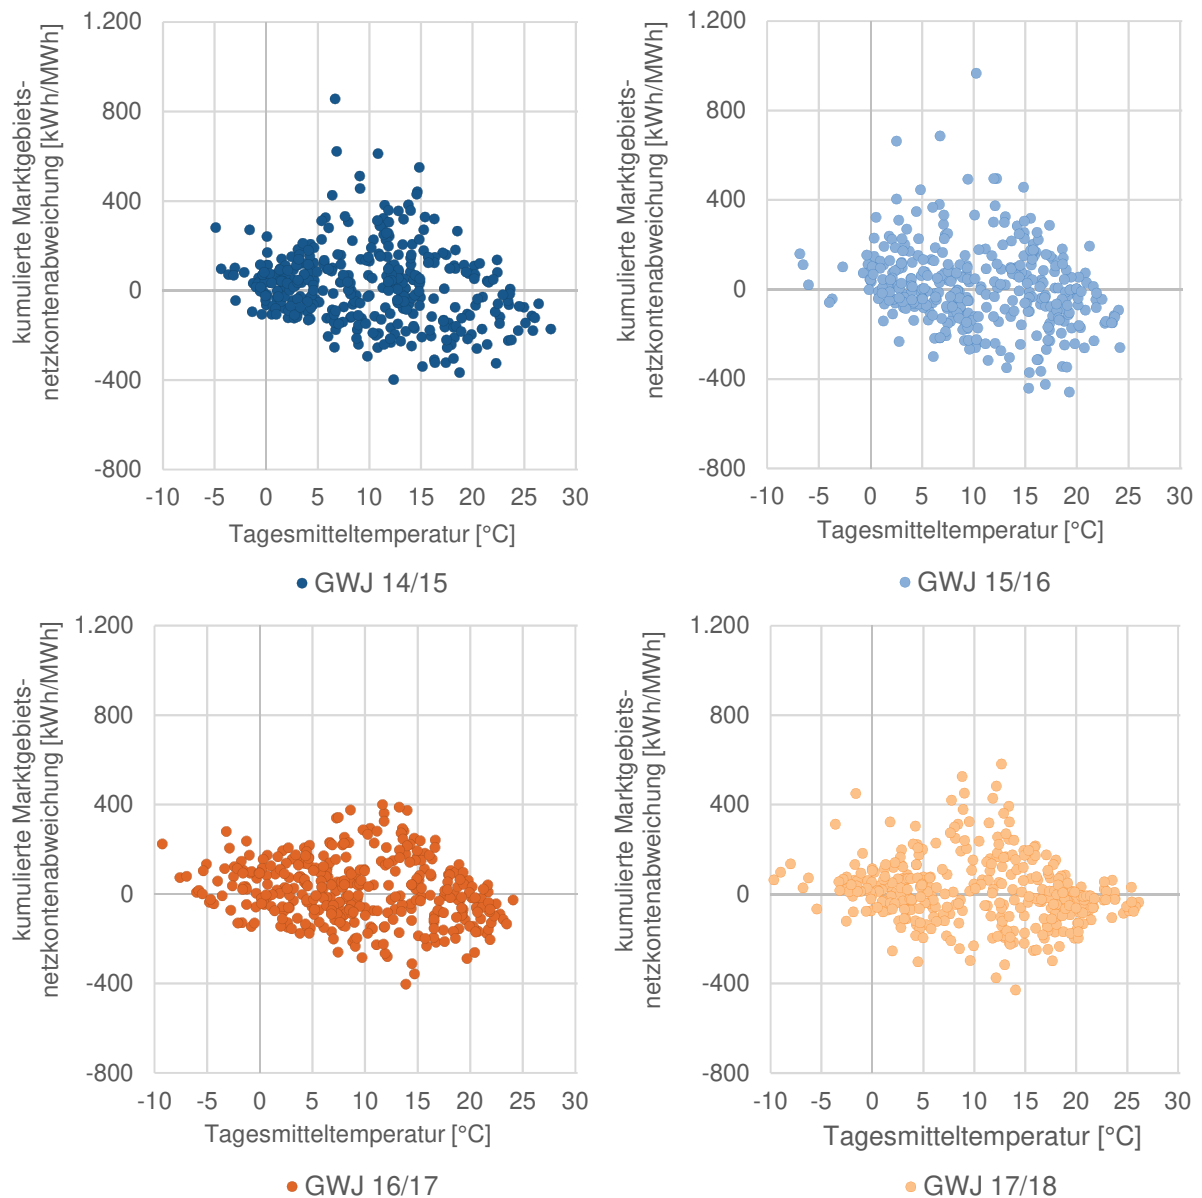 kumulierte Marktgebiets-
netzkontenabweichung [kWh/MWh]
1.200
800
400
0
-400
-800
-10 -5 0 5 10 15 20 25 30
Tagesmitteltemperatur [°C]
GWJ 14/15
kumulierte Marktgebiets-
netzkontenabweichung [kWh/MWh]
1.200
800
400
0
-400
-800
-10 -5 0 5 10 15 20 25 30
Tagesmitteltemperatur [°C]
GWJ 15/16
kumulierte Marktgebiets-
netzkontenabweichung [kWh/MWh]
1.200
800
400
0
-400
-800
-10 -5 0 5 10 15 20 25 30
Tagesmitteltemperatur [°C]
GWJ 16/17
kumulierte Marktgebiets-
netzkontenabweichung [kWh/MWh]
1.200
800
400
0
-400
-800
-10 -5 0 5 10 15 20 25 30
Tagesmitteltemperatur [°C]
GWJ 17/18